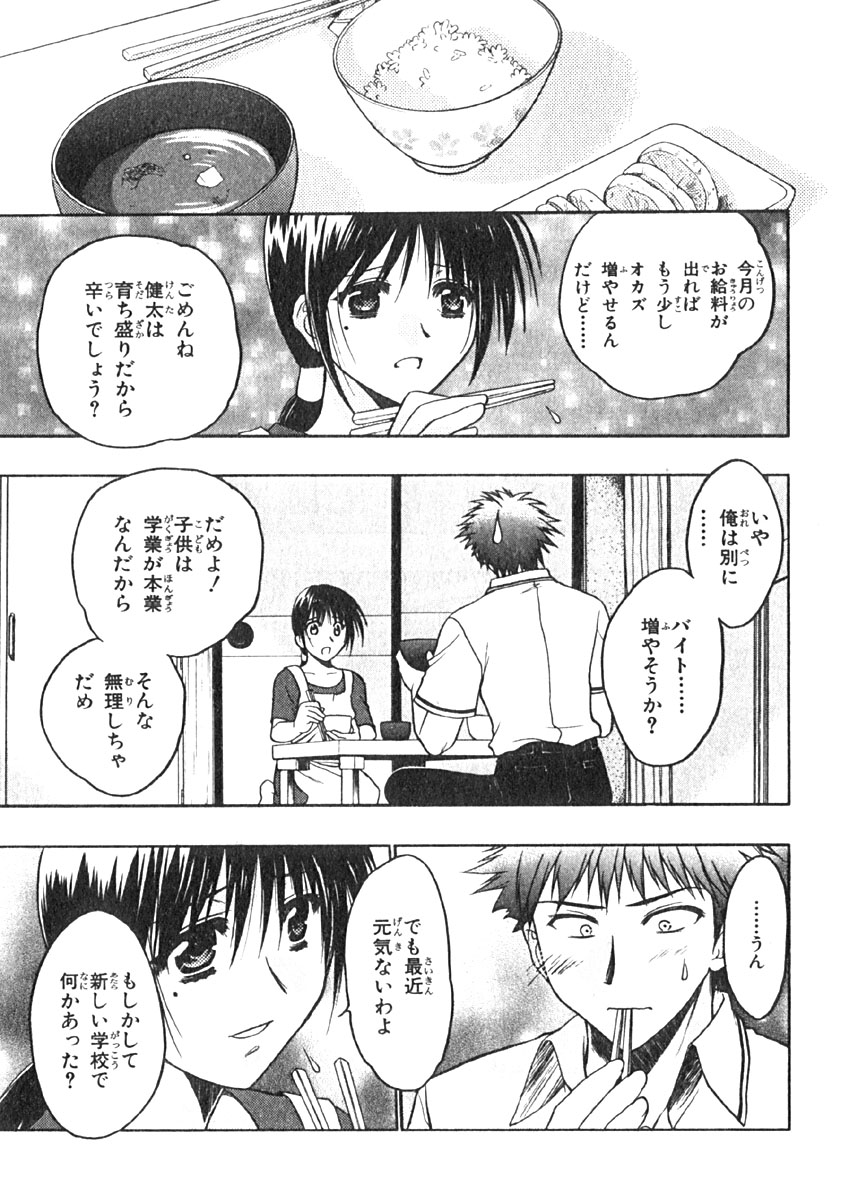 今月の
お給料が
出れば
もう少し
オカズ
増やせるん
だけど……
ごめんね
健太は
育ち盛りだから
辛いでしょう？
いや
俺は別に
……
バイト……
増やそうか？
だめよ！
子供は
学業が本業
なんだから
そんな
無理しちゃ
だめ
……うん
でも最近
元気ないわよ
もしかして
新しい学校で
何かあった？